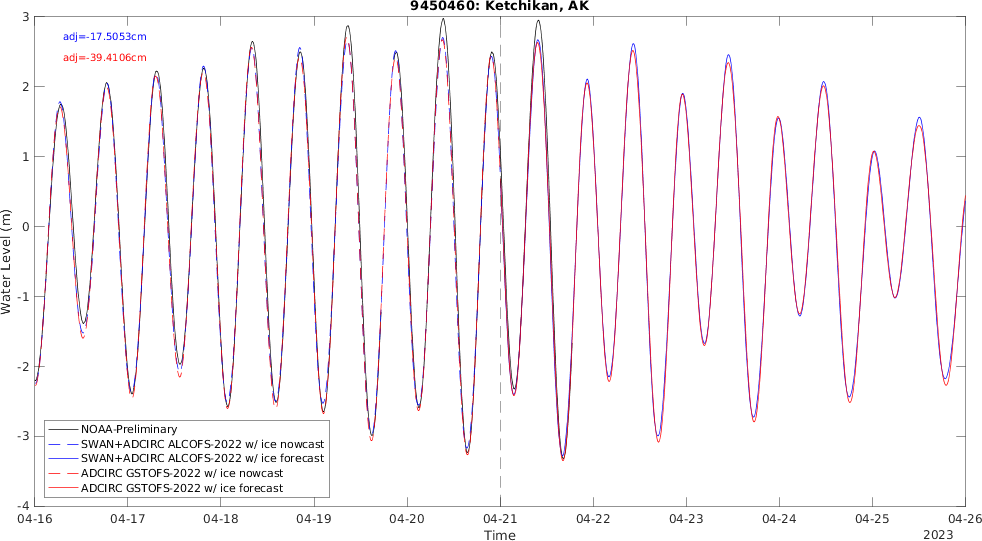 9450460: Ketchikan, AK
adj=-17.5053cm
adj=-39.4106cm
3
2
1
0
-1
-2
-3
-4
Water Level (m)
NOAA-Preliminary
SWAN+ADCIRC ALCOFS-2022 w/ ice nowcast
SWAN+ADCIRC ALCOFS-2022 w/ ice forecast
ADCIRC GSTOFS-2022 w/ ice nowcast
ADCIRC GSTOFS-2022 w/ ice forecast
04-16 04-17 04-18 04-19 04-20 04-21 04-22 04-23 04-24 04-25 04-26
Time
2023